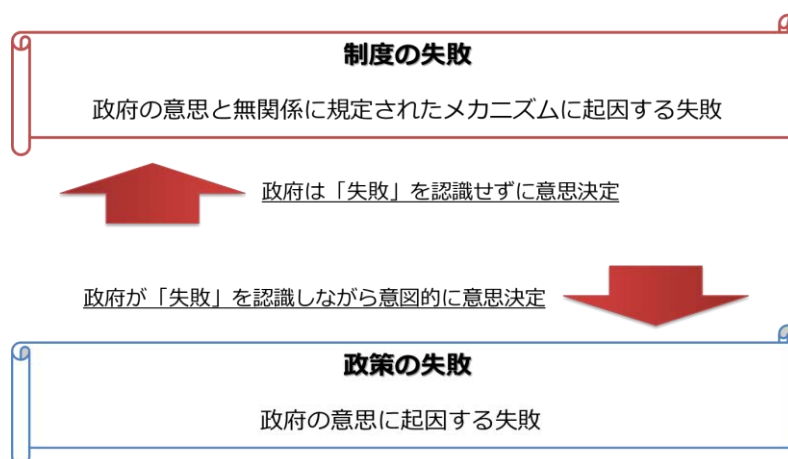 制度の失敗
政府の意思と無関係に規定されたメカニズムに起因する失敗
政府は「失敗」を認識せずに意思決定
政府が「失敗」を認識しながら意図的に意思決定
政策の失敗
政府の意思に起因する失敗